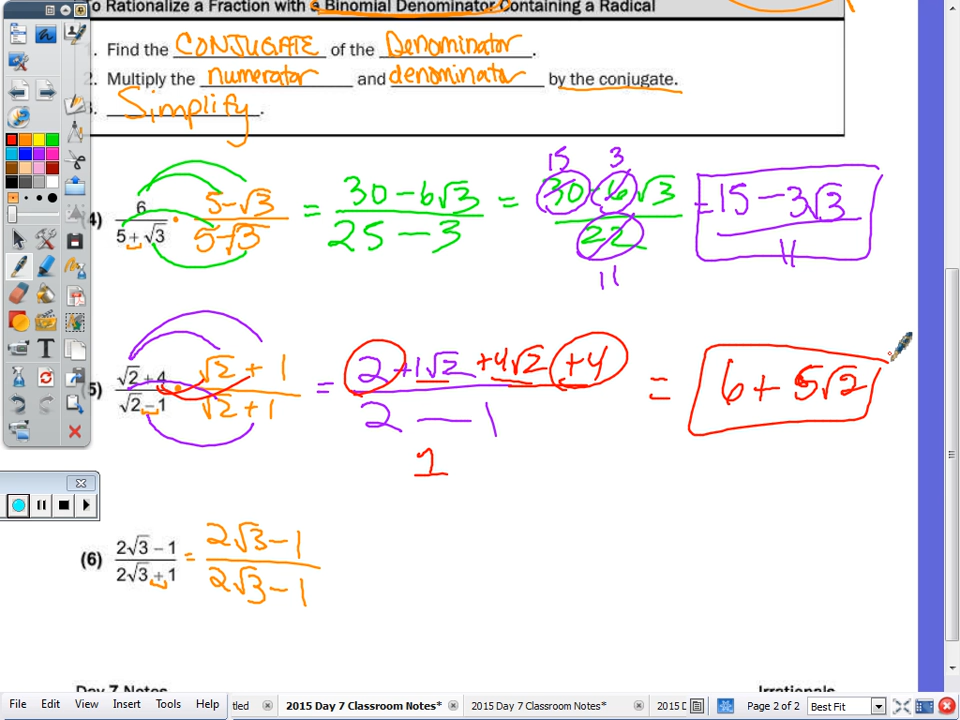 To Rationalize a Fraction with a Binomial Denominator Containing a Radical
1. Find the CONJUGATE of the Denominator.
2. Multiply the numerator and denominator by the conjugate.
3. Simplify.
15 3
(4) 6/(5 + √3) · (5 - √3)/(5 - √3) = (30 - 6√3)/(25 - 3) = (30 - 6√3)/22 = (15 - 3√3)/11
11
(5) (√2 + 4)/(√2 - 1) · (√2 + 1)/(√2 + 1) = (2 + 1√2 + 4√2 + 4)/(2 - 1) = 6 + 5√2
1
(6) (2√3 - 1)/(2√3 + 1) = (2√3 - 1)/(2√3 - 1)
Day 7 Notes Irrationals
File Edit View Insert Tools Help tled 2015 Day 7 Classroom Notes* 2015 Day 7 Classroom Notes* 2015 D Page 2 of 2 Best Fit